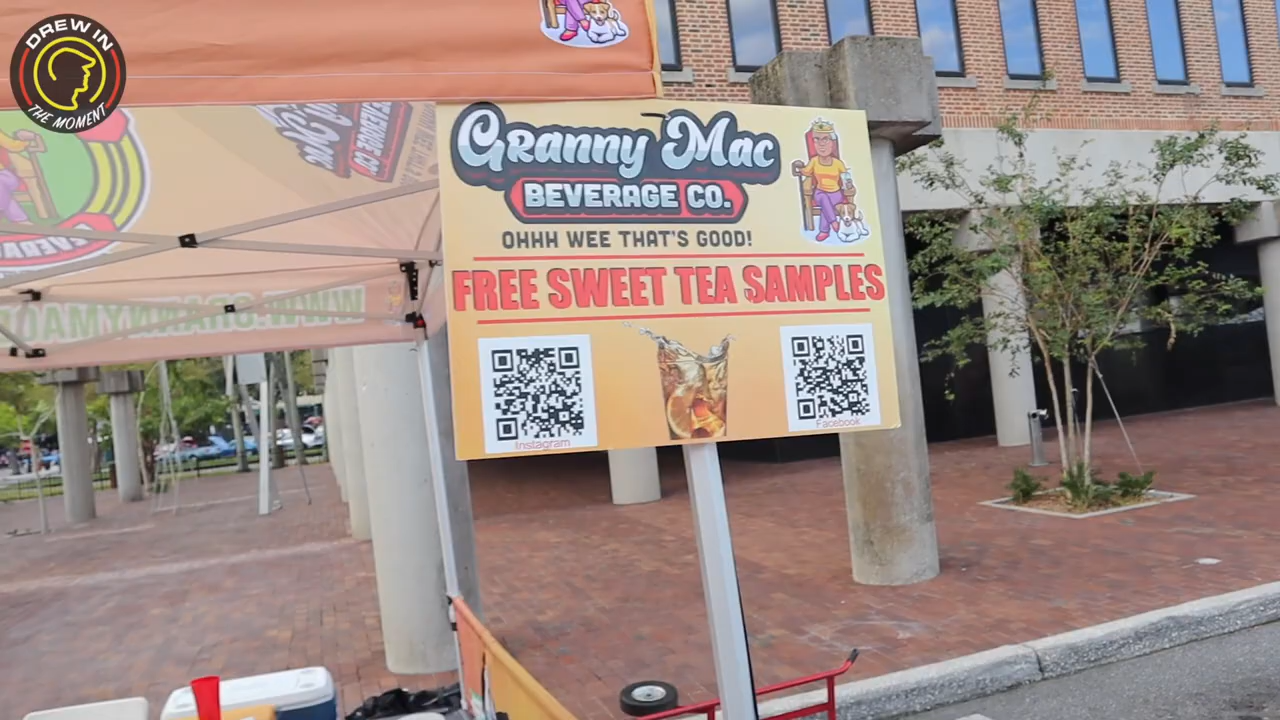 DREW IN
THE MOMENT
Granny Mac
BEVERAGE CO.
OHHH WEE THAT'S GOOD!
FREE SWEET TEA SAMPLES
Instagram
Facebook